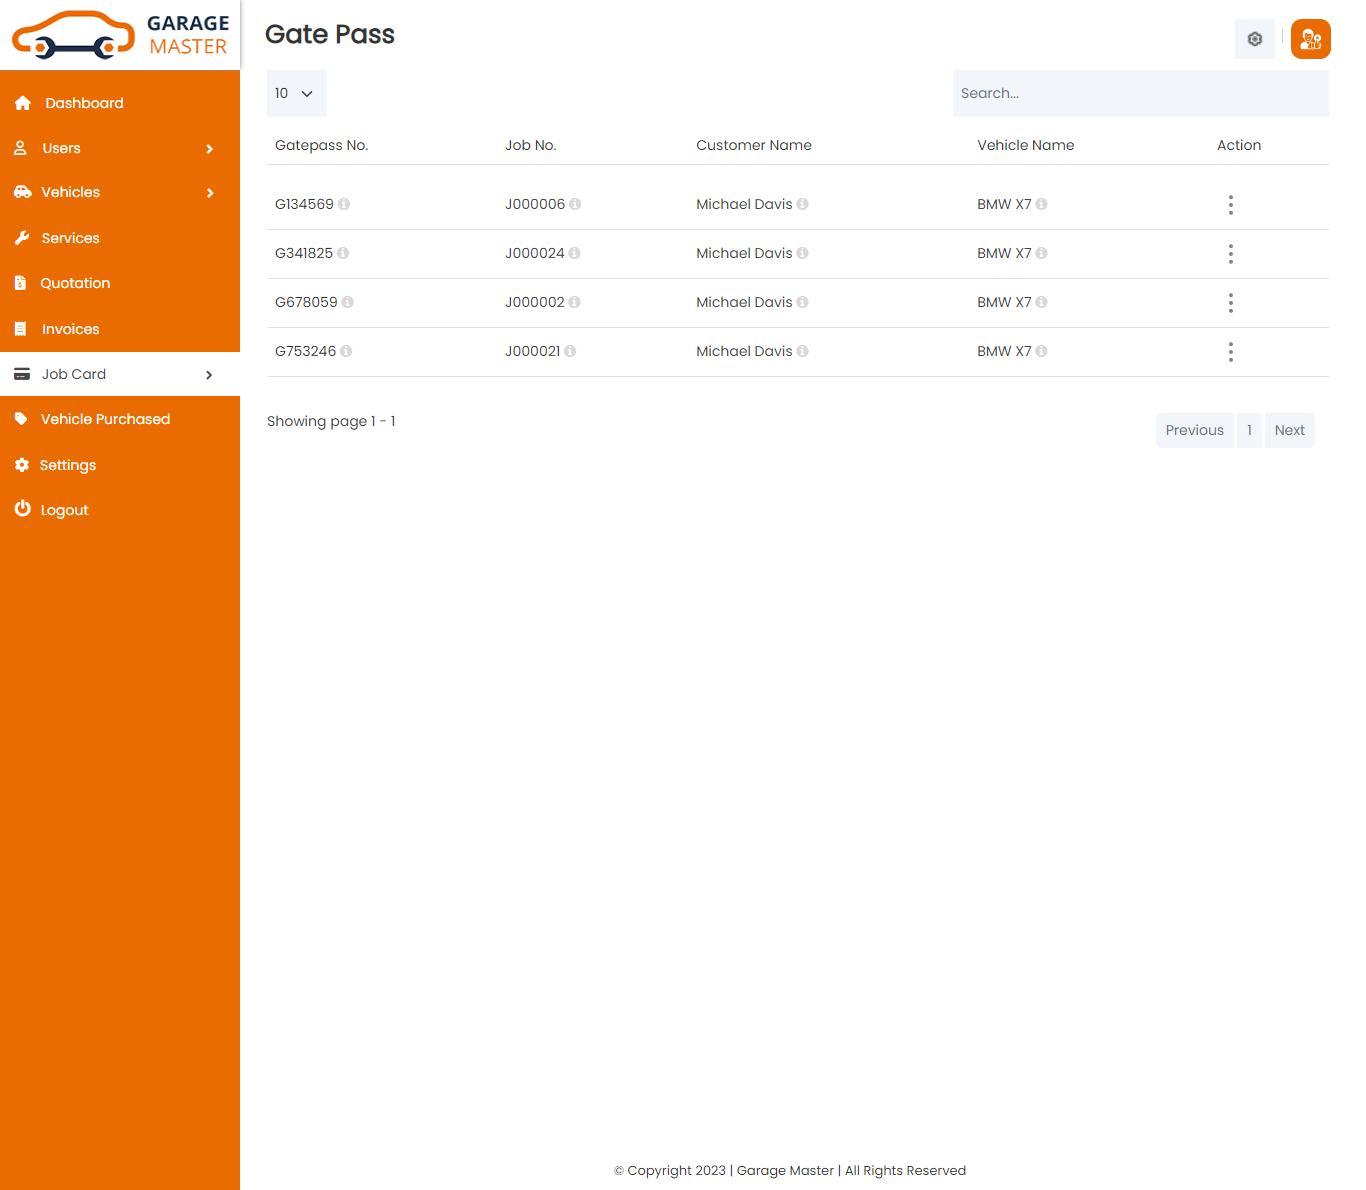 GARAGE
MASTER
Gate Pass
Dashboard
Users
Vehicles
Services
Quotation
Invoices
Job Card
Vehicle Purchased
Settings
Logout
10
Search...
Gatepass No. Job No. Customer Name Vehicle Name Action
G134569 J000006 Michael Davis BMW X7
G341825 J000024 Michael Davis BMW X7
G678059 J000002 Michael Davis BMW X7
G753246 J000021 Michael Davis BMW X7
Showing page 1 - 1
Previous 1 Next
© Copyright 2023 | Garage Master | All Rights Reserved